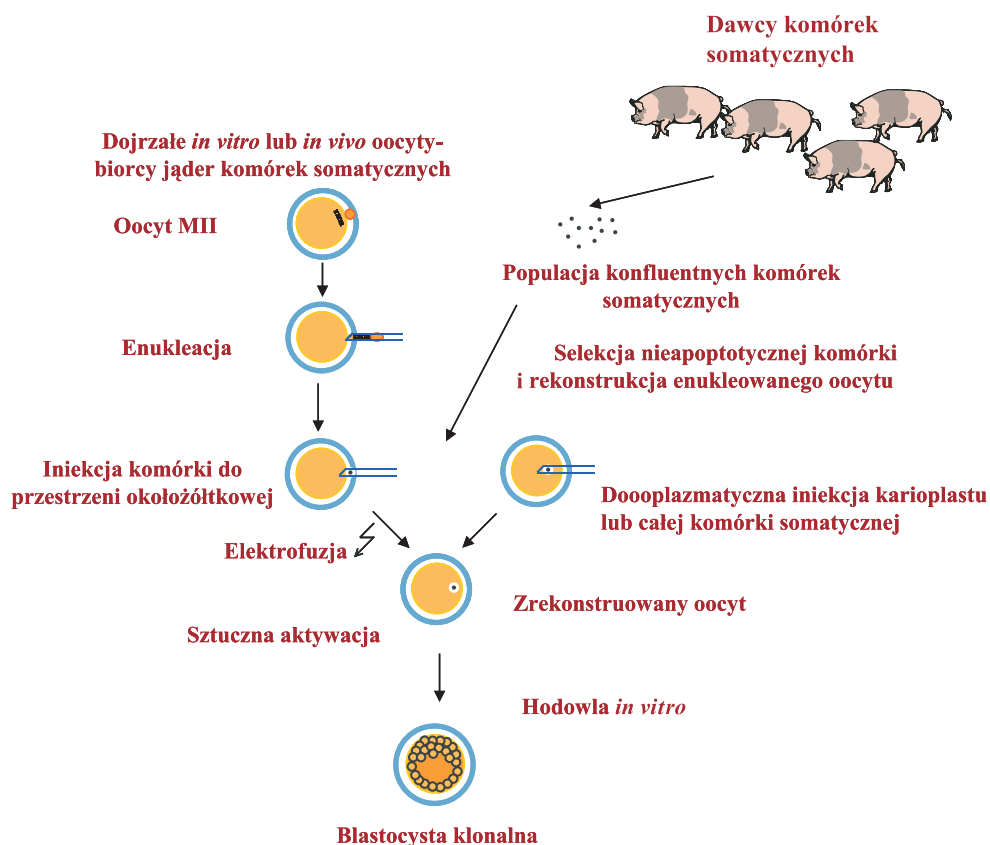 Dawcy komórek
somatycznych
Dojrzałe in vitro lub in vivo oocyty-
biorcy jąder komórek somatycznych
Oocyt MII
Populacja konfluentnych komórek
somatycznych
Enukleacja
Selekcja nieapoptotycznej komórki
i rekonstrukcja enukleowanego oocytu
Iniekcja komórki do
przestrzeni okołożółtkowej
Doooplazmatyczna iniekcja karioplastu
lub całej komórki somatycznej
Elektrofuzja
Zrekonstruowany oocyt
Sztuczna aktywacja
Hodowla in vitro
Blastocysta klonalna